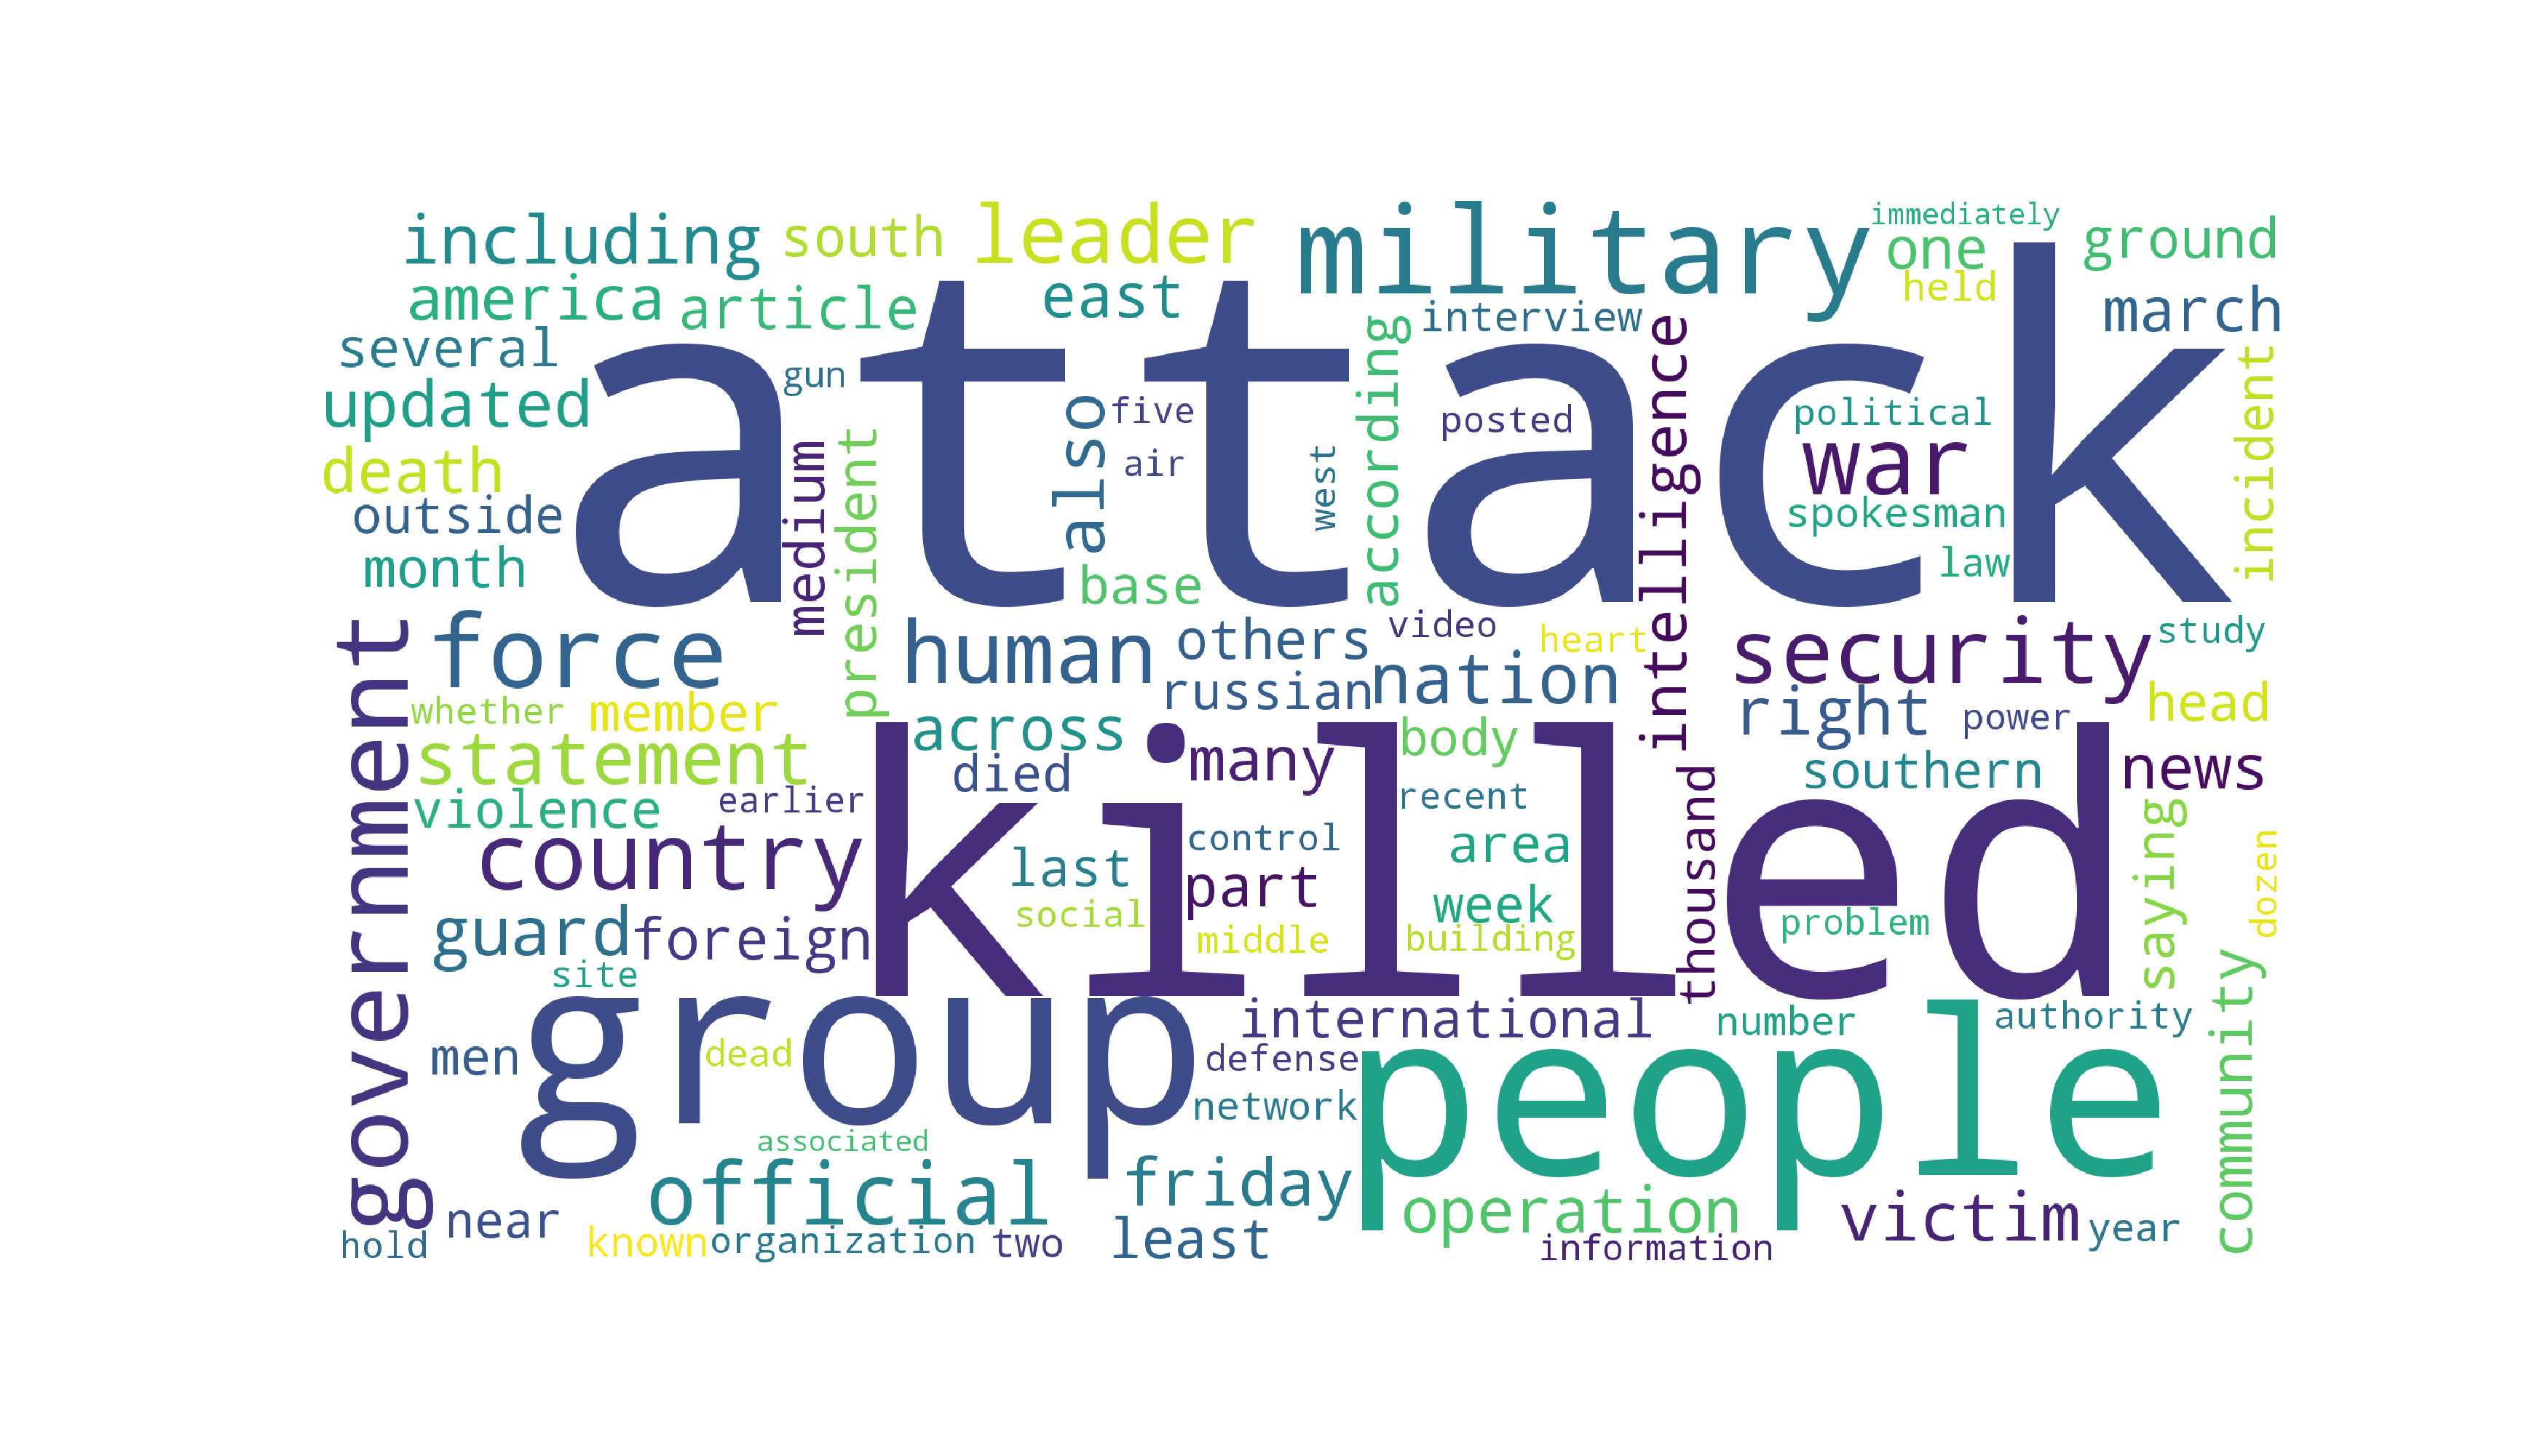 immediately
including
south
leader
military
one
ground
america
article
east
interview
held
march
several
gun
attack
updated
also
five
according
posted
intelligence
political
incident
death
medium
president
air
west
war
outside
spokesman
month
base
law
government
force
human
others
video
heart
security
study
whether
member
russian
nation
right
power
head
statement
across
died
many
body
southern
news
violence
earlier
killed
recent
thousand
country
last
control
area
saying
dozen
guard
foreign
social
part
week
problem
middle
building
site
group
international
number
authority
community
men
dead
defense
people
network
associated
official
friday
operation
victim
year
hold
near
known
organization
two
least
information